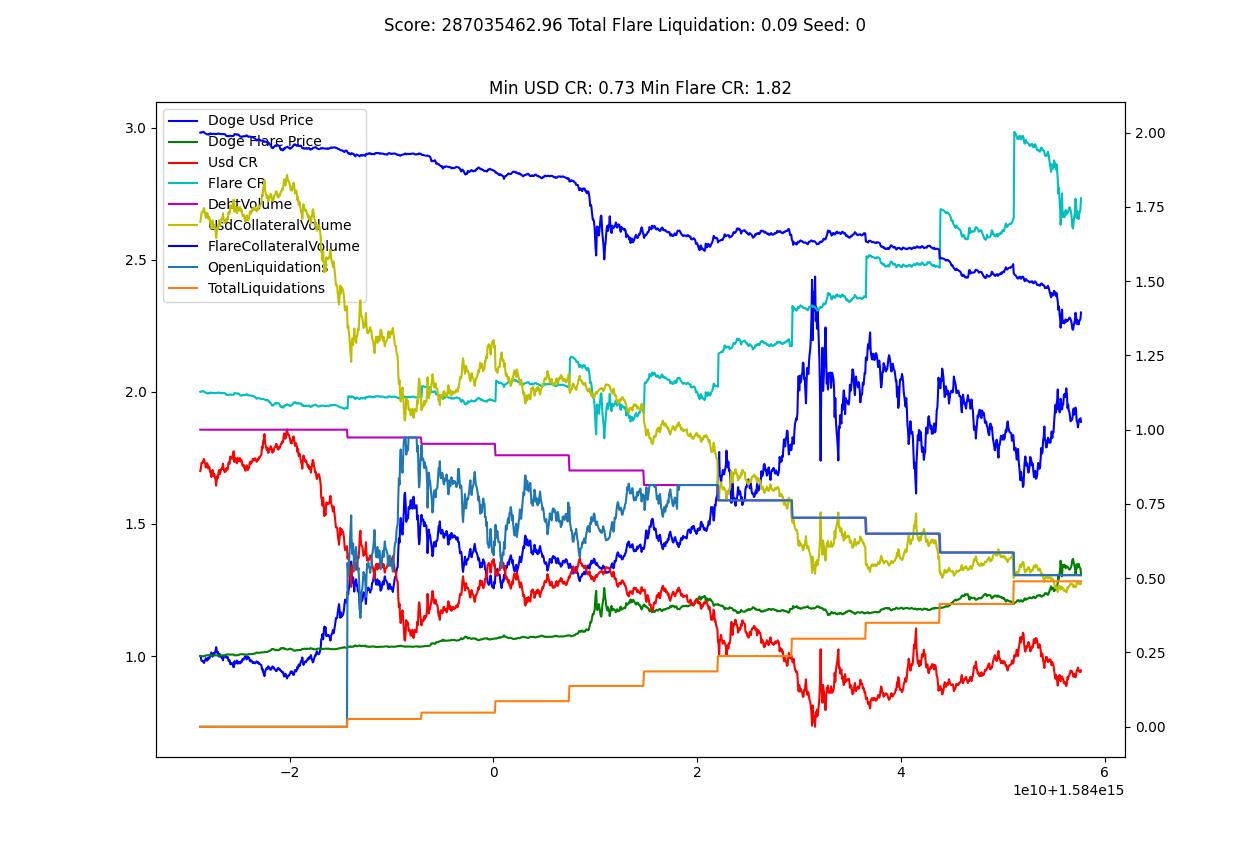 Score: 287035462.96 Total Flare Liquidation: 0.09 Seed: 0
Min USD CR: 0.73 Min Flare CR: 1.82
Doge Usd Price
Doge Flare Price
Usd CR
Flare CR
DebtVolume
UsdCollateralVolume
FlareCollateralVolume
OpenLiquidations
TotalLiquidations
3.0
2.5
2.0
1.5
1.0
2.00
1.75
1.50
1.25
1.00
0.75
0.50
0.25
0.00
−2
0
2
4
6
1e10+1.584e15